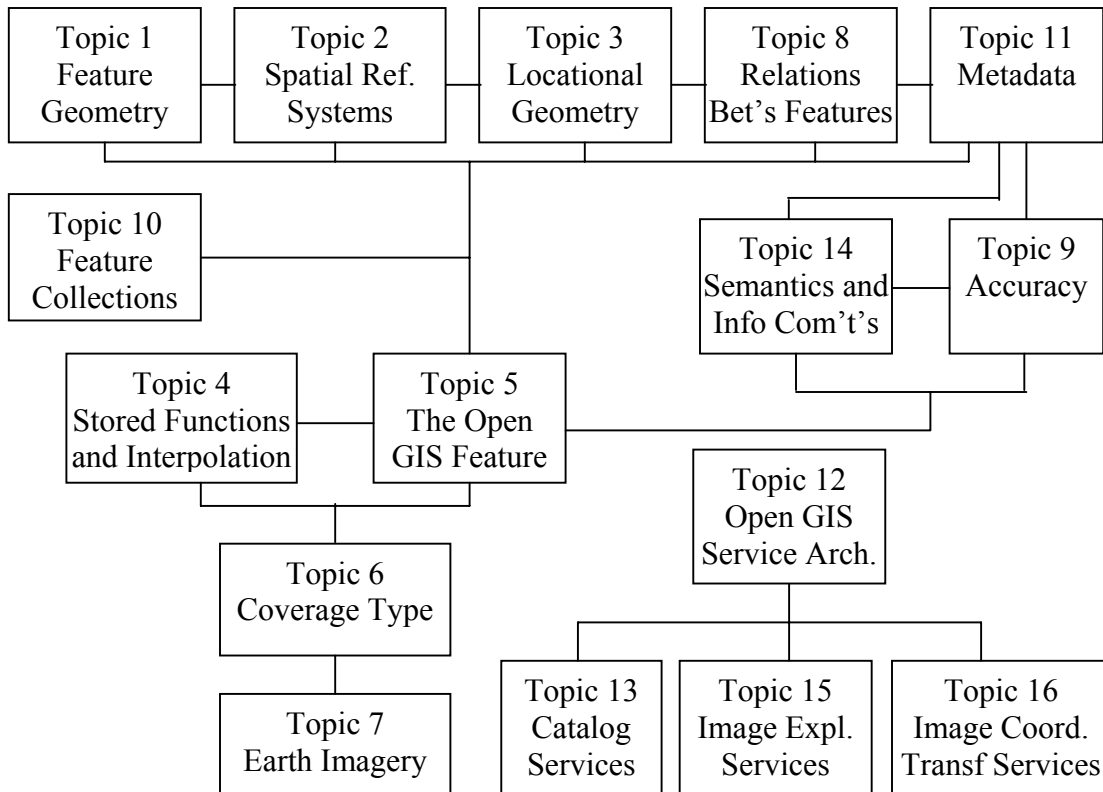 Topic 1
Feature
Geometry
Topic 2
Spatial Ref.
Systems
Topic 3
Locational
Geometry
Topic 8
Relations
Bet's Features
Topic 11
Metadata
Topic 10
Feature
Collections
Topic 14
Semantics and
Info Com't's
Topic 9
Accuracy
Topic 4
Stored Functions
and Interpolation
Topic 5
The Open
GIS Feature
Topic 12
Open GIS
Service Arch.
Topic 6
Coverage Type
Topic 7
Earth Imagery
Topic 13
Catalog
Services
Topic 15
Image Expl.
Services
Topic 16
Image Coord.
Transf Services